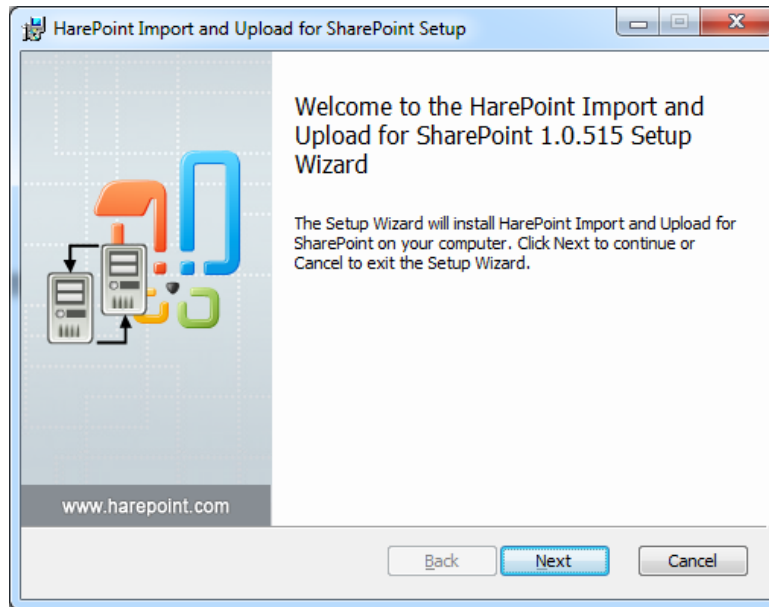 HarePoint Import and Upload for SharePoint Setup
Welcome to the HarePoint Import and
Upload for SharePoint 1.0.515 Setup
Wizard
The Setup Wizard will install HarePoint Import and Upload for
SharePoint on your computer. Click Next to continue or
Cancel to exit the Setup Wizard.
www.harepoint.com
Back Next Cancel